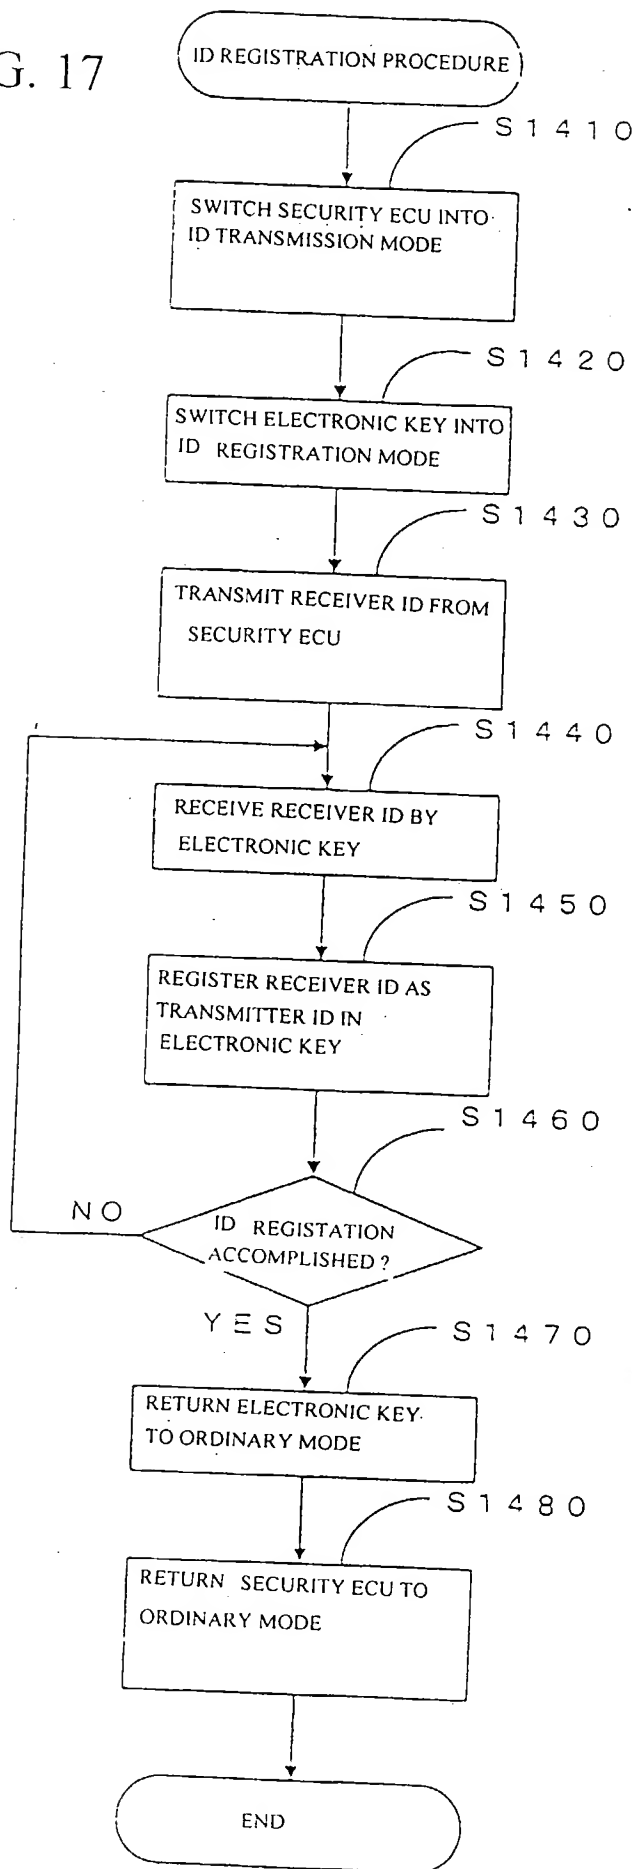 G. 17
ID REGISTRATION PROCEDURE
S1410
SWITCH SECURITY ECU INTO
ID TRANSMISSION MODE
S1420
SWITCH ELECTRONIC KEY INTO
ID REGISTRATION MODE
S1430
TRANSMIT RECEIVER ID FROM
SECURITY ECU
S1440
RECEIVE RECEIVER ID BY
ELECTRONIC KEY
S1450
REGISTER RECEIVER ID AS
TRANSMITTER ID IN
ELECTRONIC KEY
S1460
NO
ID REGISTATION
ACCOMPLISHED?
YES
S1470
RETURN ELECTRONIC KEY
TO ORDINARY MODE
S1480
RETURN SECURITY ECU TO
ORDINARY MODE
END